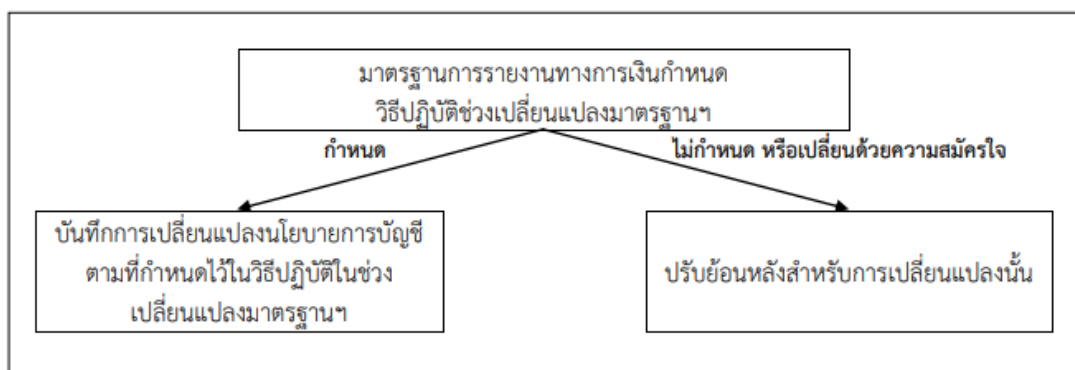 มาตรฐานการรายงานทางการเงินกำหนด
วิธีปฏิบัติช่วงเปลี่ยนแปลงมาตรฐานฯ
กำหนด
ไม่กำหนด หรือเปลี่ยนด้วยความสมัครใจ
บันทึกการเปลี่ยนแปลงนโยบายการบัญชี
ตามที่กำหนดไว้ในวิธีปฏิบัติในช่วง
เปลี่ยนแปลงมาตรฐานฯ
ปรับย้อนหลังสำหรับการเปลี่ยนแปลงนั้น